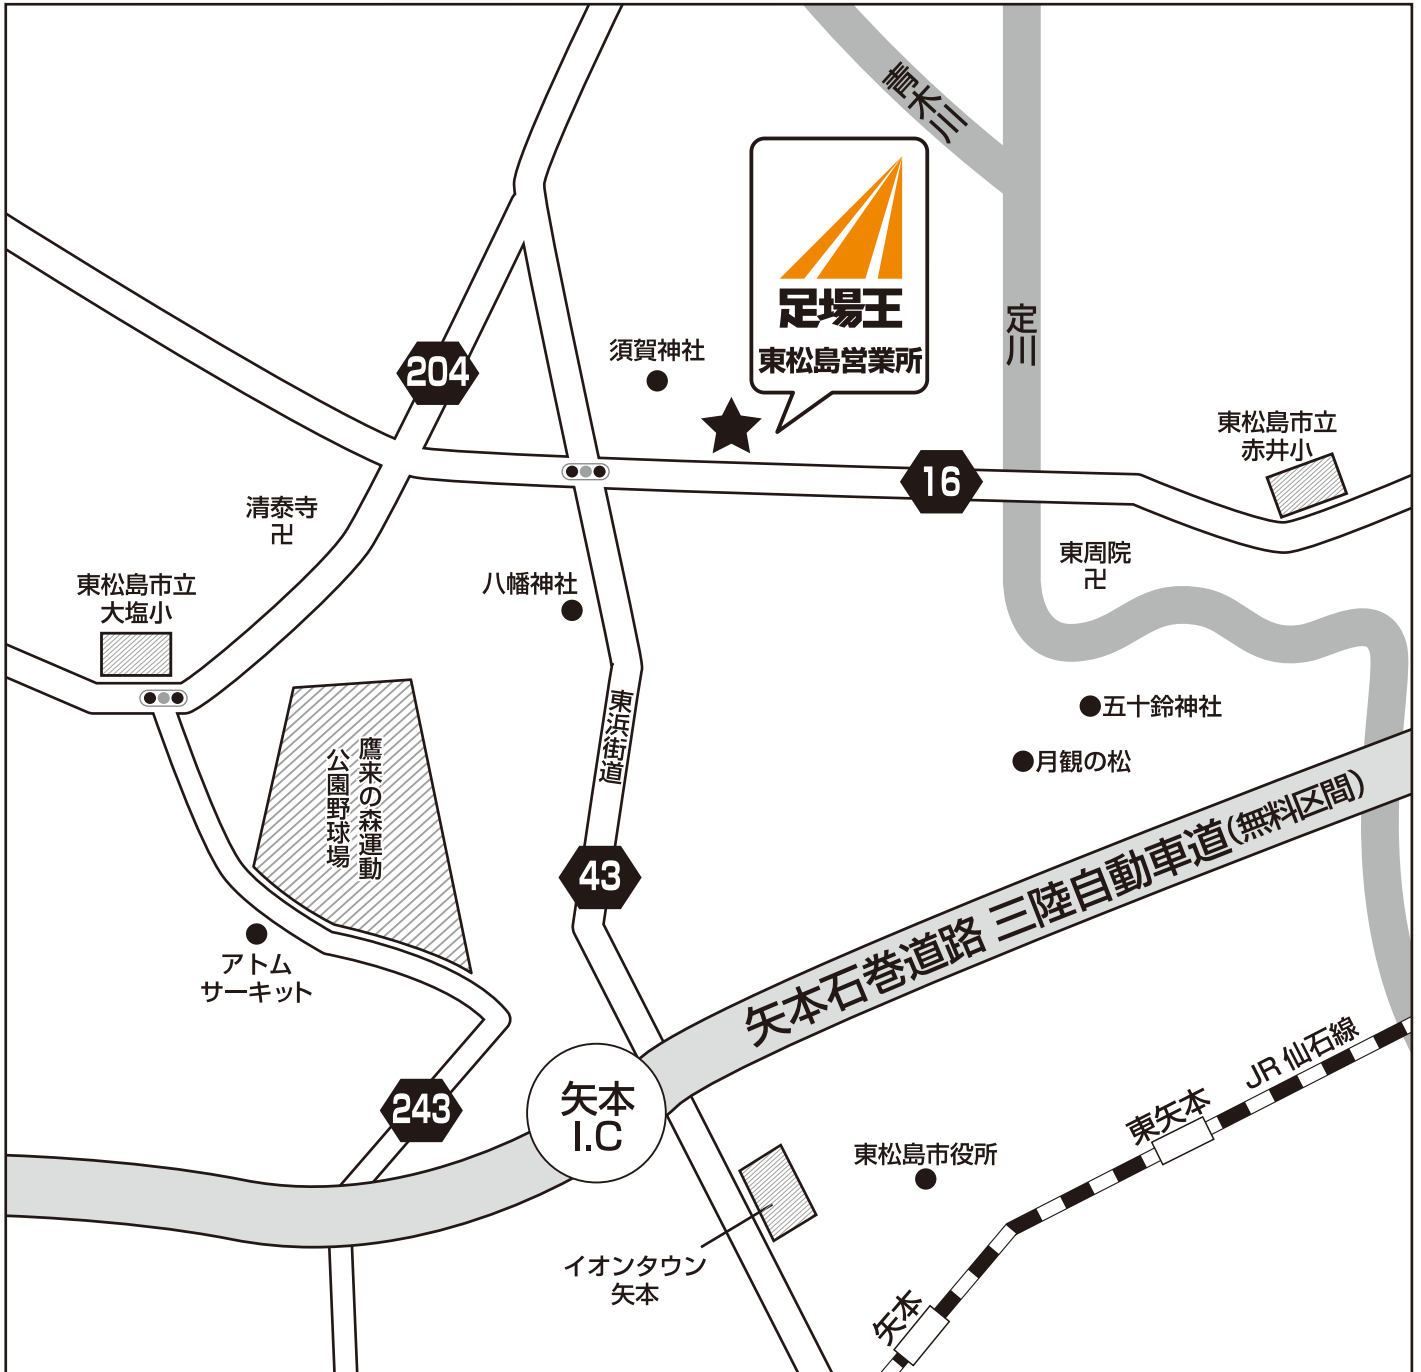 青木川
足場王
東松島営業所
定川
須賀神社
204
16
東松島市立
赤井小
清泰寺
卍
東周院
卍
東松島市立
大塩小
八幡神社
東浜街道
五十鈴神社
月観の松
鷹来の森運動
公園野球場
43
矢本石巻道路 三陸自動車道(無料区間)
アトム
サーキット
JR 仙石線
243
矢本
I.C
東矢本
東松島市役所
イオンタウン
矢本
矢本